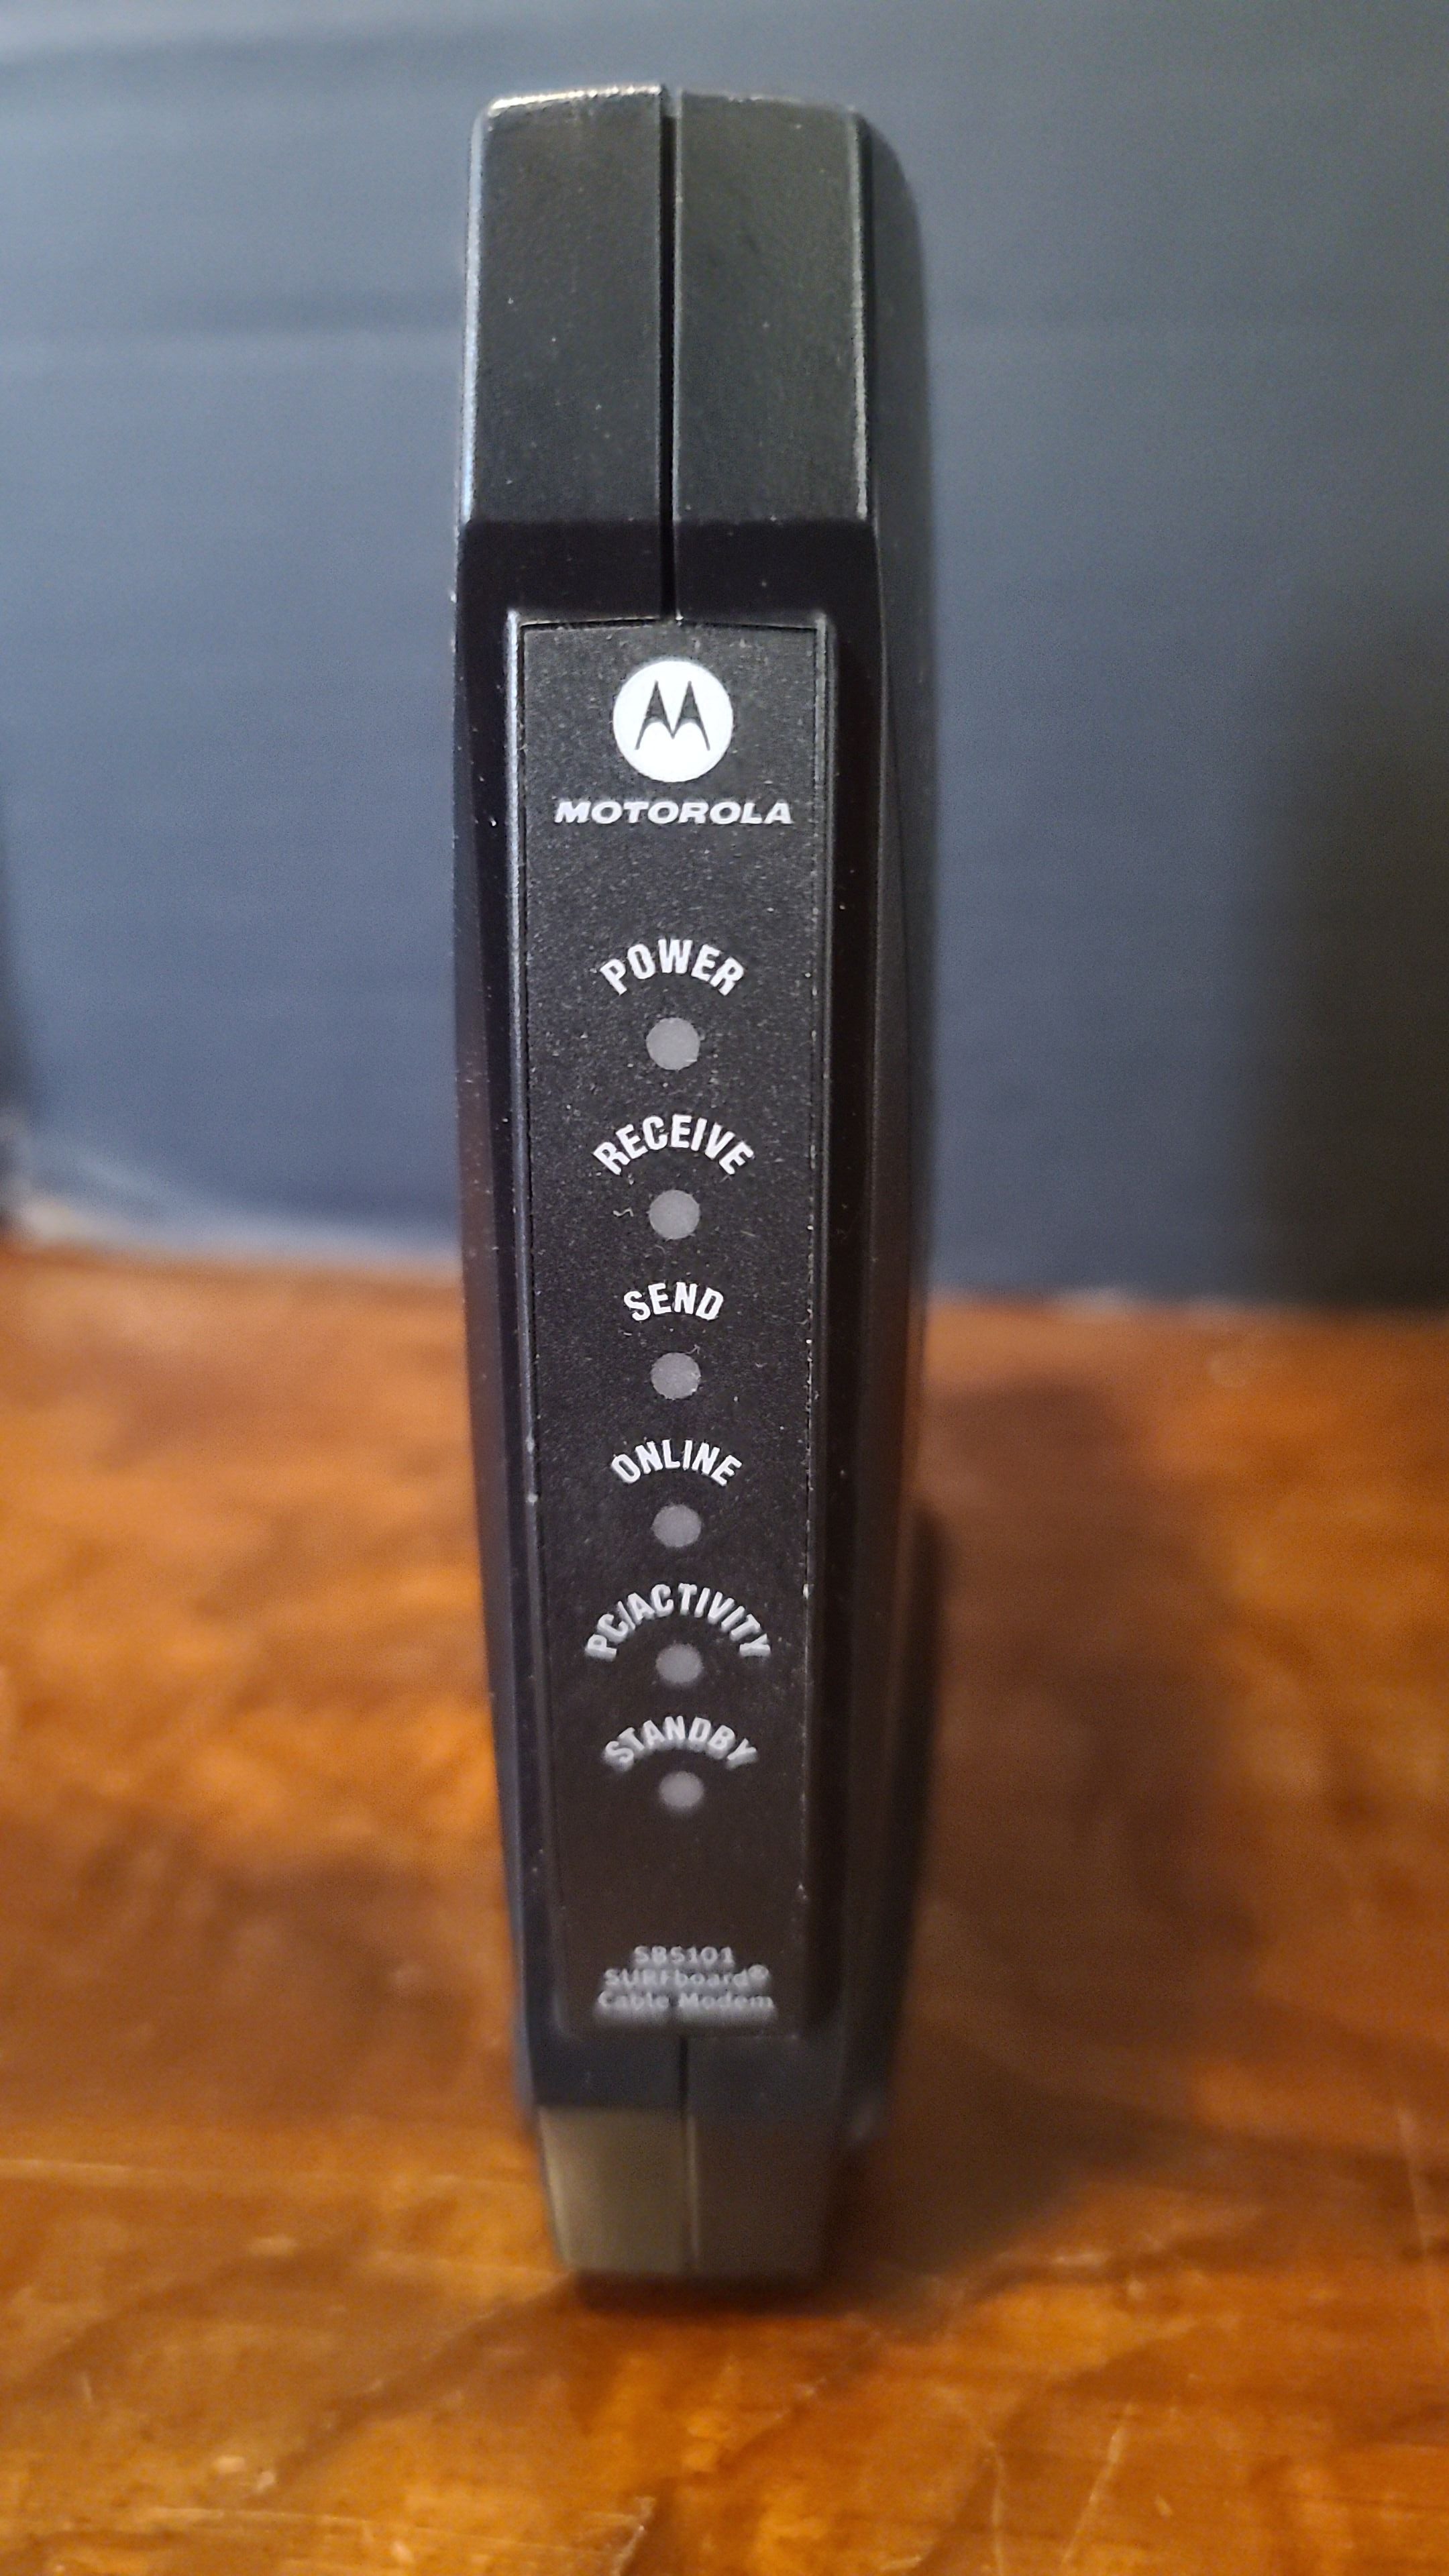 MOTOROLA
POWER
RECEIVE
SEND
ONLINE
PC/ACTIVITY
STANDBY
SB5101
SURFboard®
Cable Modem